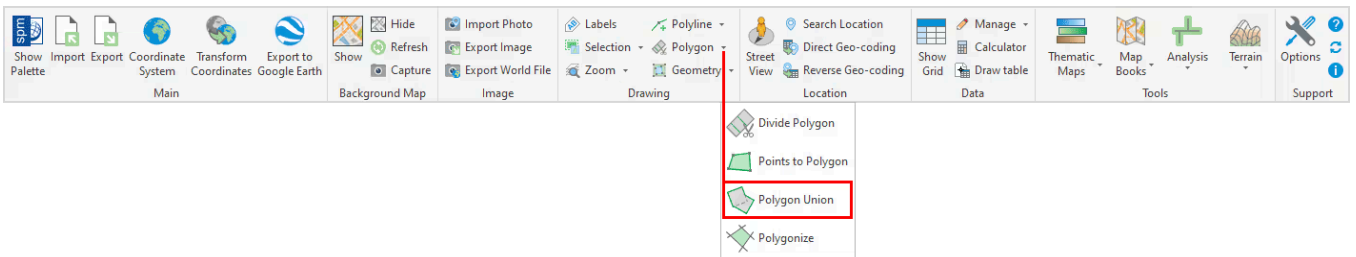 spm
Show Palette
Import
Export
Coordinate System
Transform Coordinates
Export to Google Earth
Main
Show
Hide
Refresh
Capture
Background Map
Import Photo
Export Image
Export World File
Image
Labels
Selection
Zoom
Polyline
Polygon
Geometry
Drawing
Street View
Search Location
Direct Geo-coding
Reverse Geo-coding
Location
Show Grid
Manage
Calculator
Draw table
Data
Thematic Maps
Map Books
Analysis
Terrain
Tools
Options
Support
Divide Polygon
Points to Polygon
Polygon Union
Polygonize